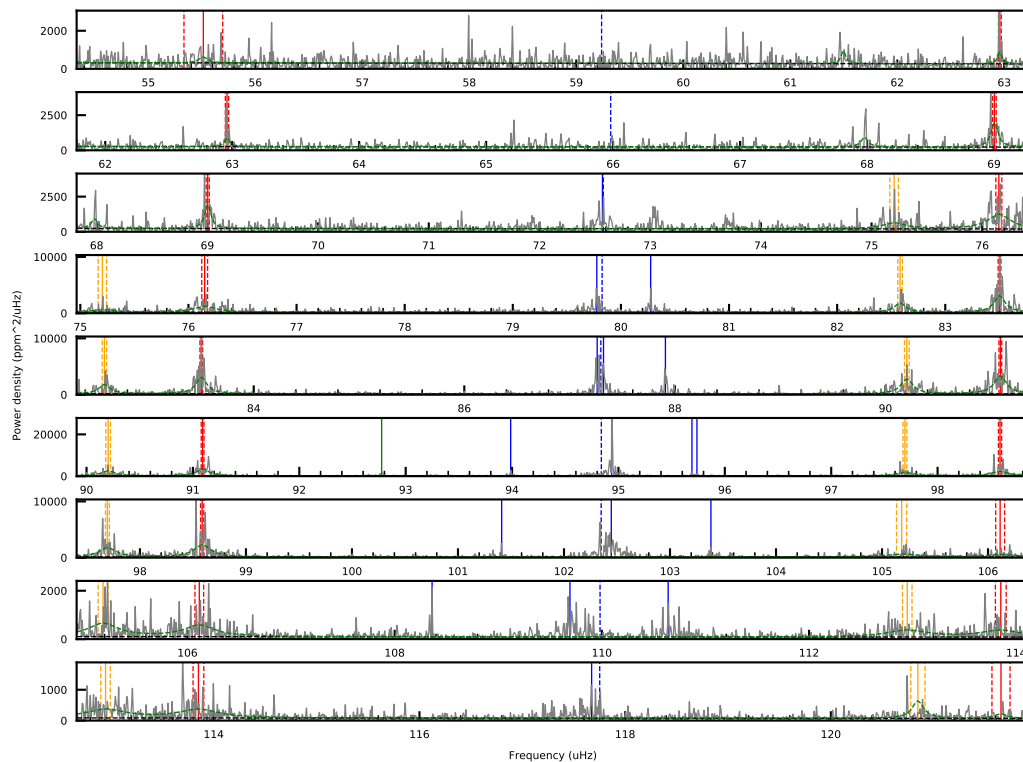 2000
0
55 56 57 58 59 60 61 62 63
2500
0
62 63 64 65 66 67 68 69
2500
0
68 69 70 71 72 73 74 75 76
10000
0
75 76 77 78 79 80 81 82 83
10000
0
84 86 88 90
Power density (ppm^2/uHz)
20000
0
90 91 92 93 94 95 96 97 98
10000
0
98 99 100 101 102 103 104 105 106
2000
0
106 108 110 112 114
1000
0
114 116 118 120
Frequency (uHz)